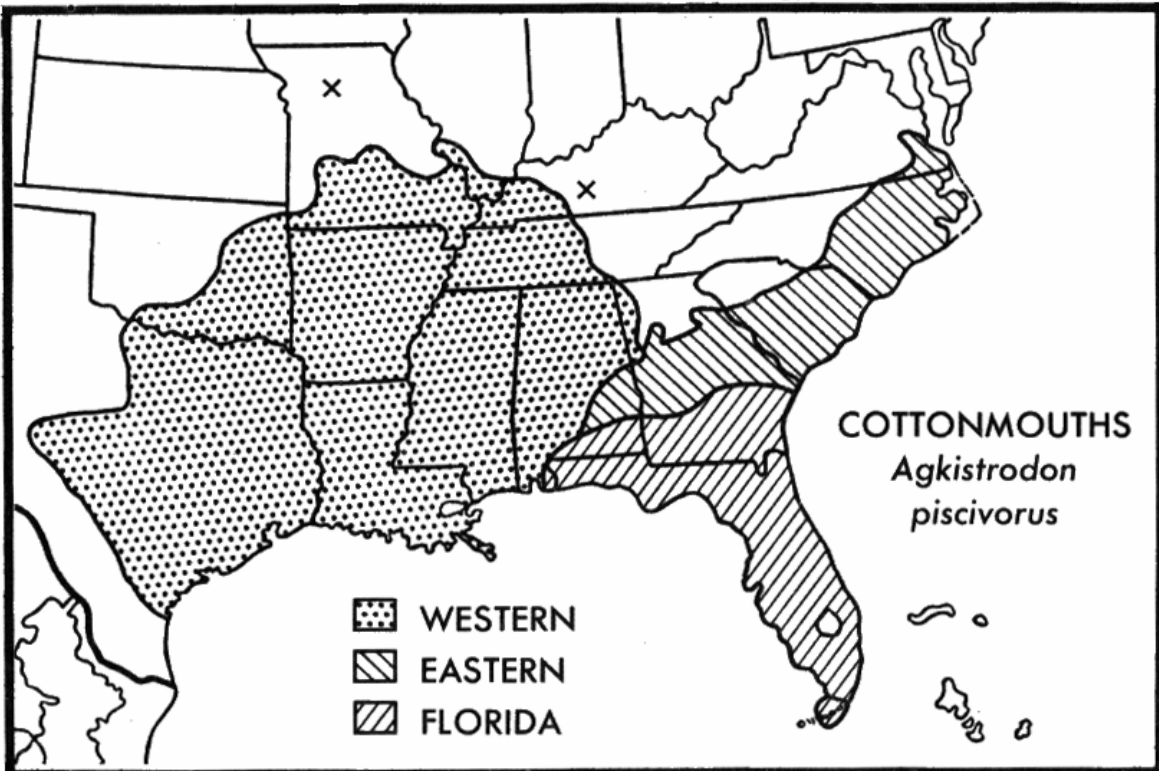 COTTONMOUTHS
Agkistrodon
piscivorus
WESTERN
EASTERN
FLORIDA